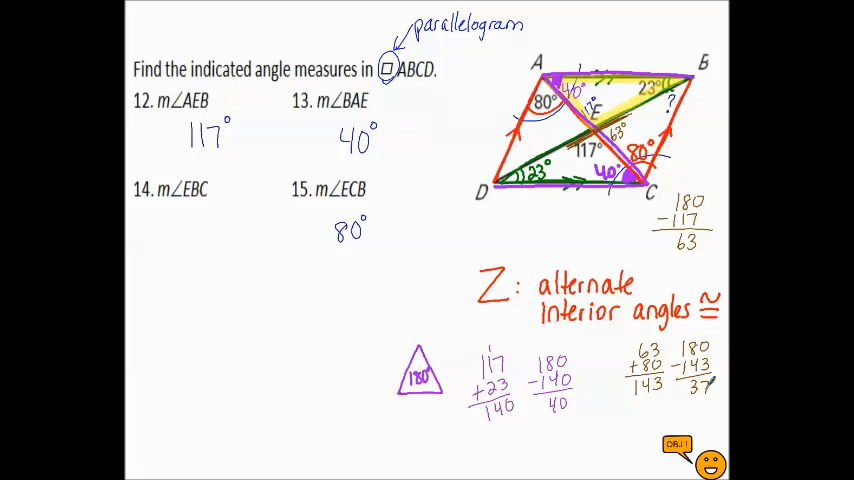 parallelogram
Find the indicated angle measures in □ABCD.
12. m∠AEB
13. m∠BAE
117°
40°
14. m∠EBC
15. m∠ECB
80°
A
B
40°
23°
80°
?
E
63°
117°
80°
23°
40°
D
C
180
-117
63
Z: alternate
interior angles ≅
180°
1
117
+23
140
180
-140
40
63
+80
143
180
-143
37
OBJ1